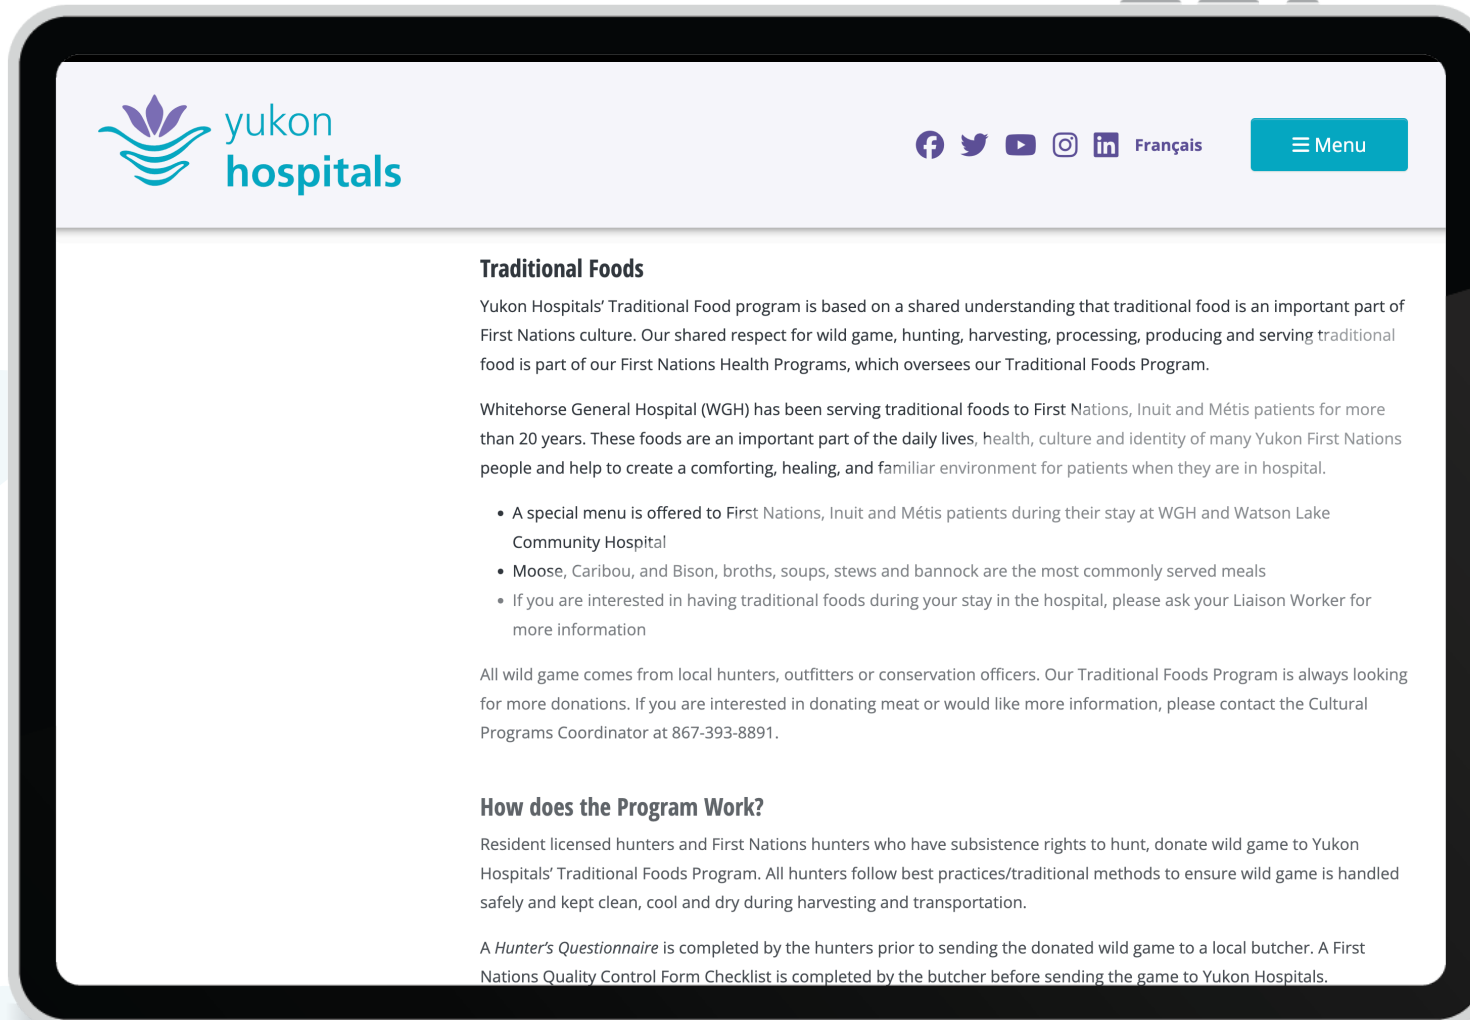 yukon
hospitals
Français
Menu
Traditional Foods
Yukon Hospitals’ Traditional Food program is based on a shared understanding that traditional food is an important part of
First Nations culture. Our shared respect for wild game, hunting, harvesting, processing, producing and serving traditional
food is part of our First Nations Health Programs, which oversees our Traditional Foods Program.
Whitehorse General Hospital (WGH) has been serving traditional foods to First Nations, Inuit and Métis patients for more
than 20 years. These foods are an important part of the daily lives, health, culture and identity of many Yukon First Nations
people and help to create a comforting, healing, and familiar environment for patients when they are in hospital.
• A special menu is offered to First Nations, Inuit and Métis patients during their stay at WGH and Watson Lake
Community Hospital
• Moose, Caribou, and Bison, broths, soups, stews and bannock are the most commonly served meals
• If you are interested in having traditional foods during your stay in the hospital, please ask your Liaison Worker for
more information
All wild game comes from local hunters, outfitters or conservation officers. Our Traditional Foods Program is always looking
for more donations. If you are interested in donating meat or would like more information, please contact the Cultural
Programs Coordinator at 867-393-8891.
How does the Program Work?
Resident licensed hunters and First Nations hunters who have subsistence rights to hunt, donate wild game to Yukon
Hospitals’ Traditional Foods Program. All hunters follow best practices/traditional methods to ensure wild game is handled
safely and kept clean, cool and dry during harvesting and transportation.
A Hunter’s Questionnaire is completed by the hunters prior to sending the donated wild game to a local butcher. A First
Nations Quality Control Form Checklist is completed by the butcher before sending the game to Yukon Hospitals.